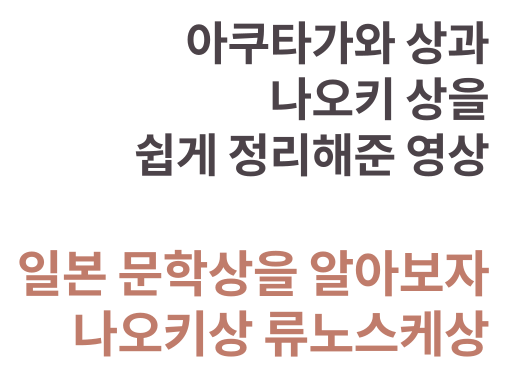 아쿠타가와 상과
나오키 상을
쉽게 정리해준 영상
일본 문학상을 알아보자
나오키상 류노스케상